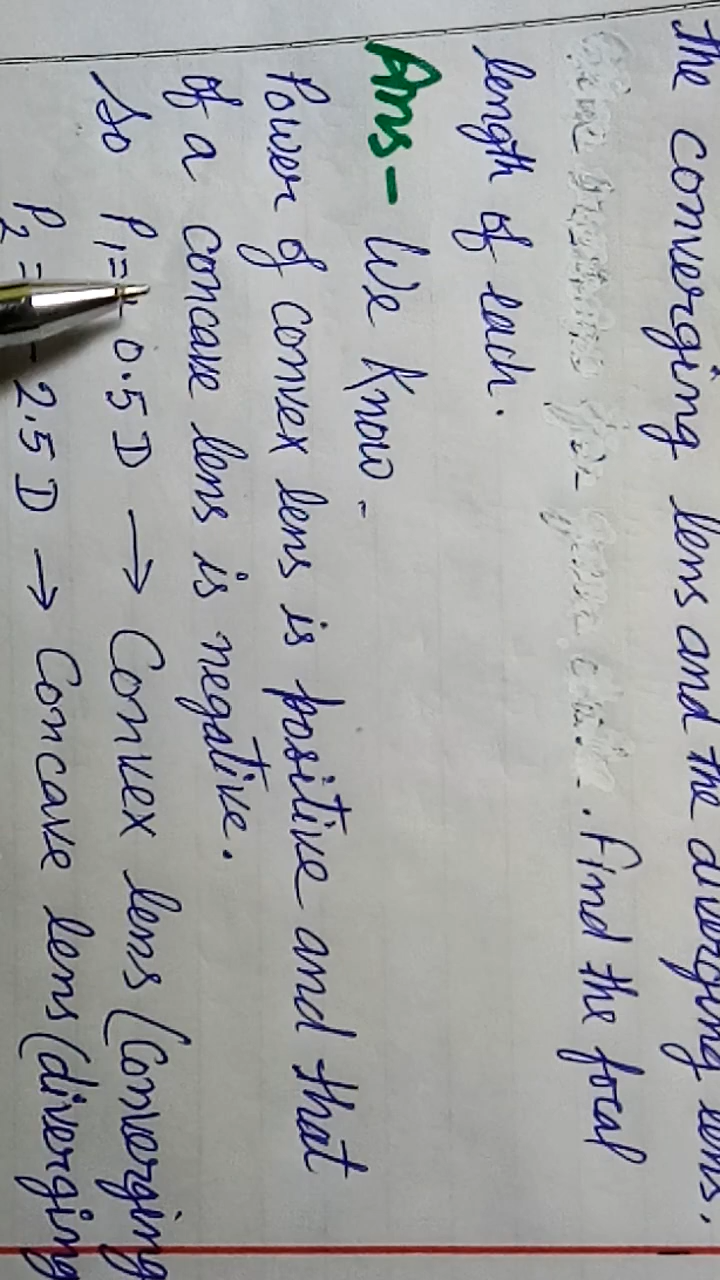 the converging lens and the diverging lens.
. Find the focal
length of each.
Ans- We Know -
Power of convex lens is positive and that
of a concave lens is negative.
So P₁= + 0.5 D → Convex lens (Converging
P₂ = - 2.5 D → Concave lens (diverging